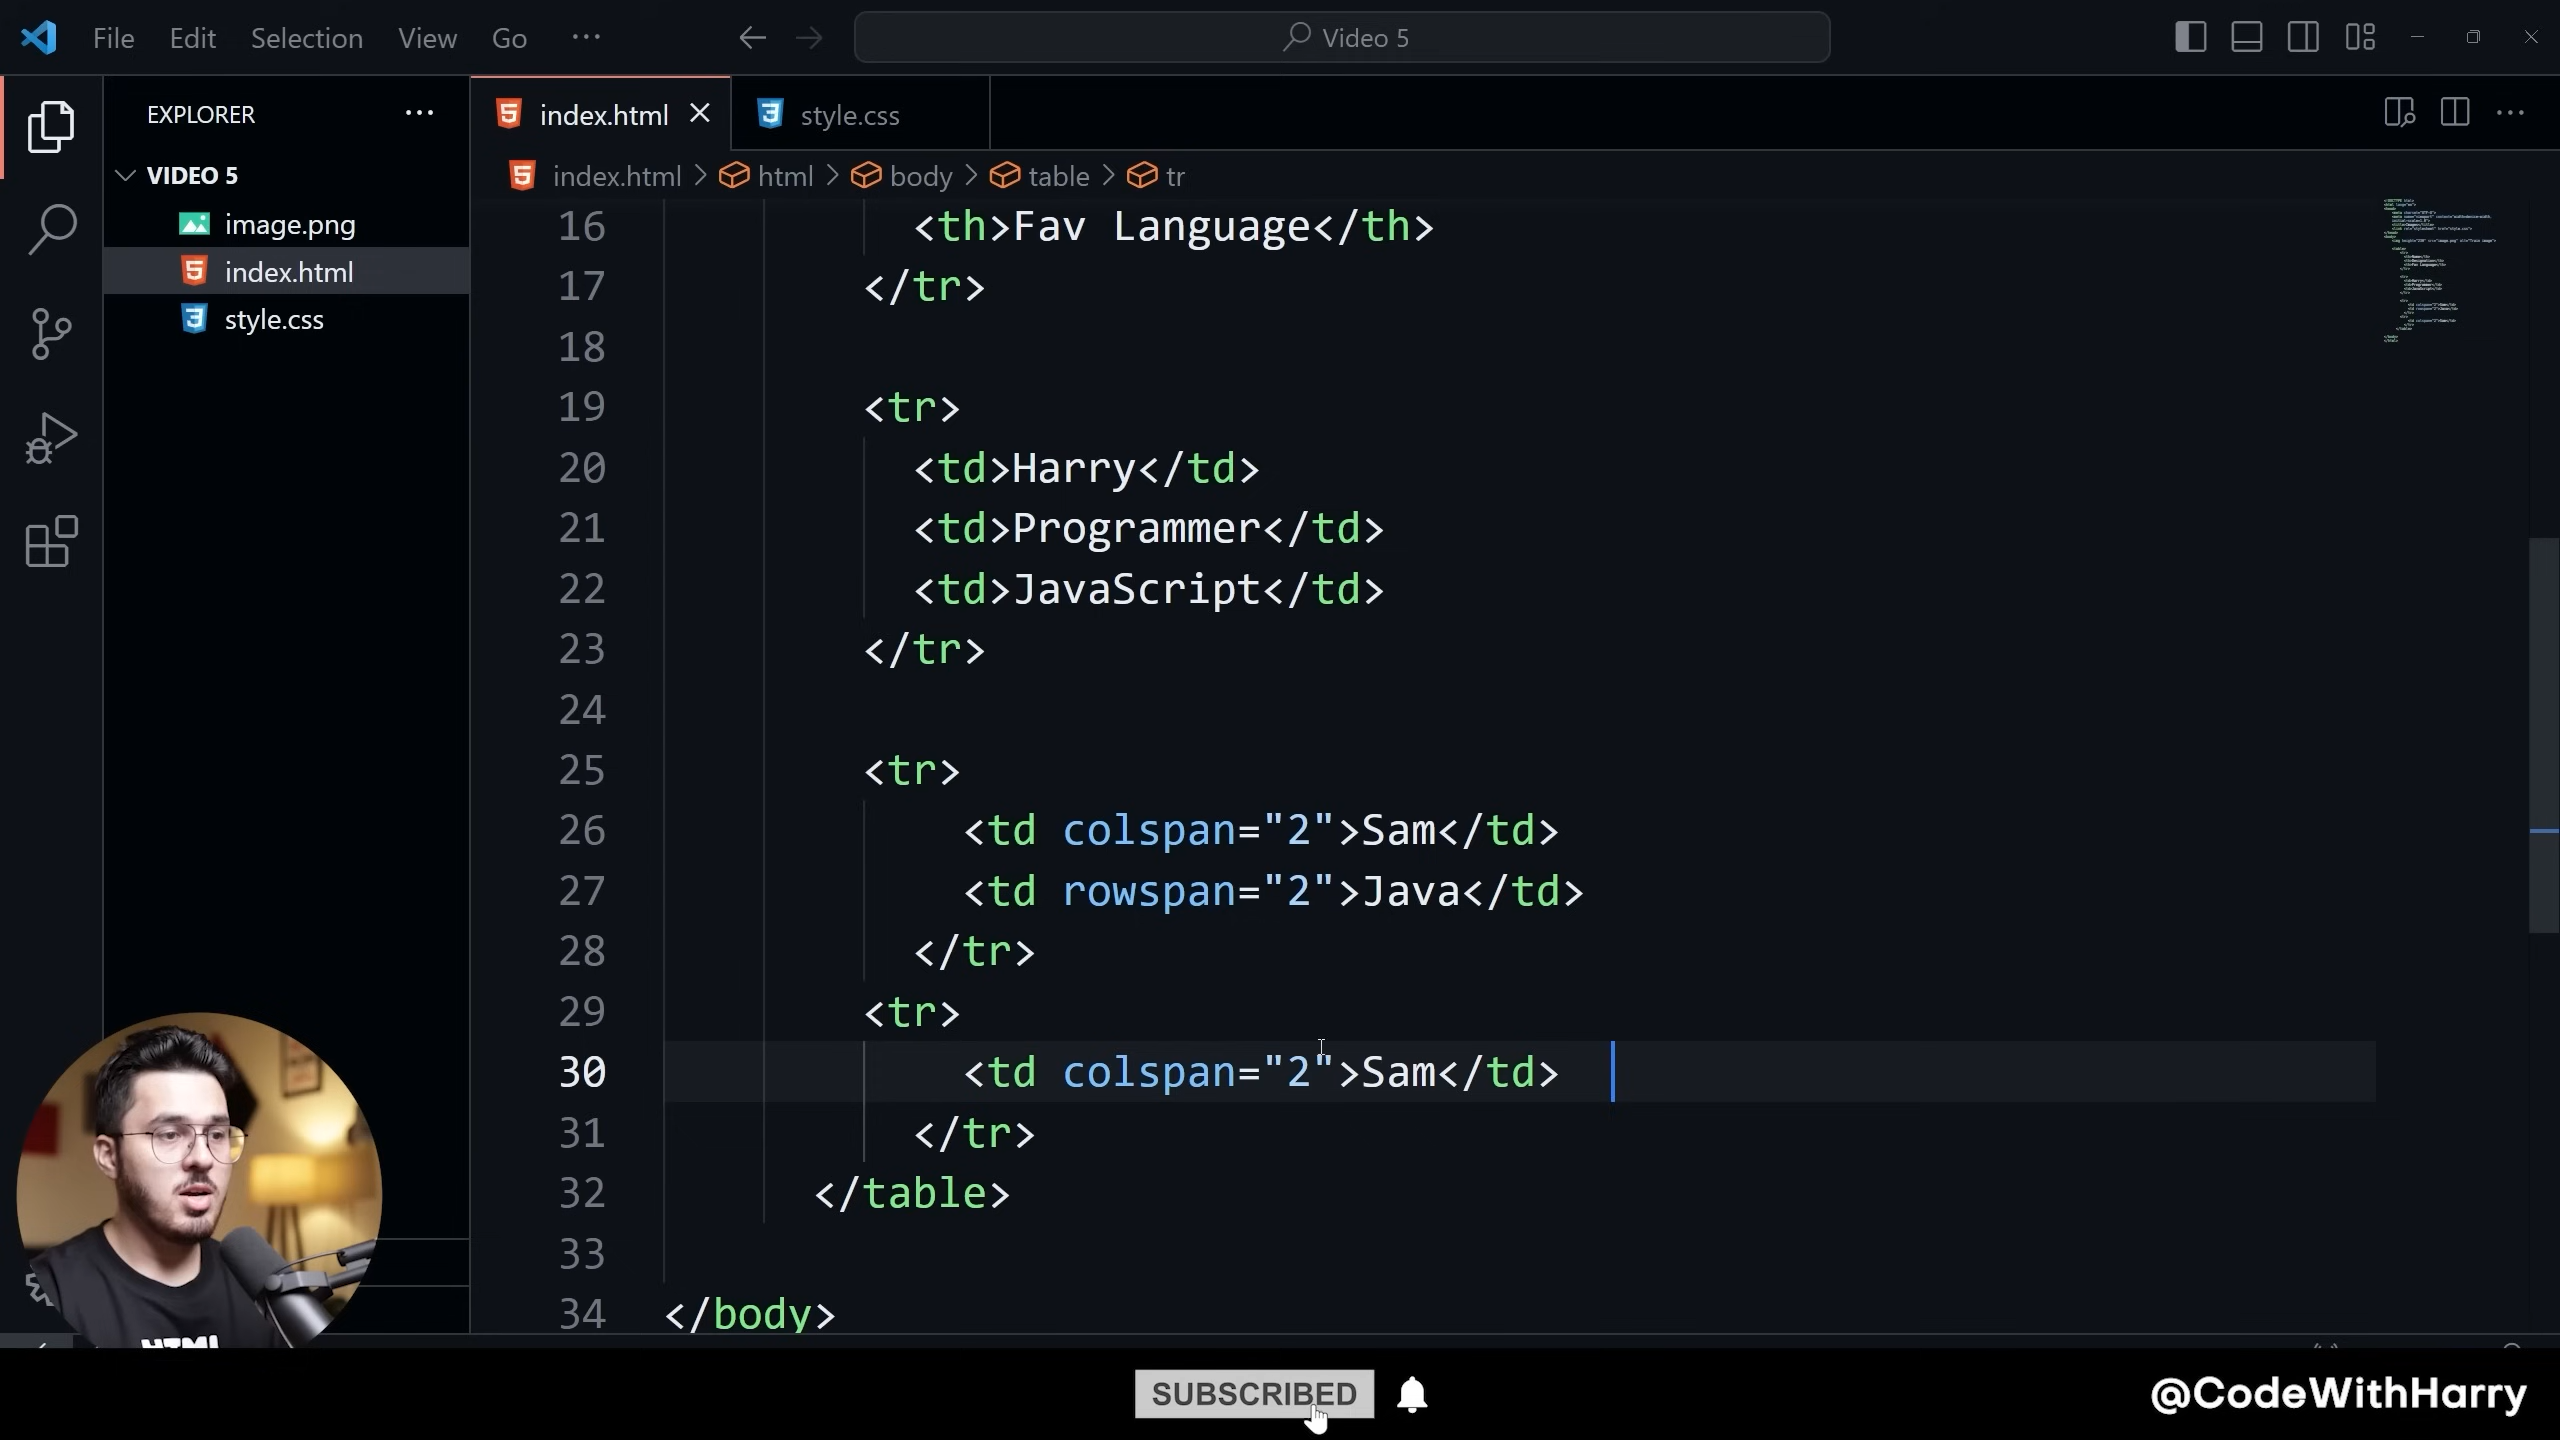 File Edit Selection View Go ... Video 5
EXPLORER ...
index.html
style.css
VIDEO 5
image.png
index.html
style.css
index.html > html > body > table > tr
16 <th>Fav Language</th>
17 </tr>
18
19 <tr>
20 <td>Harry</td>
21 <td>Programmer</td>
22 <td>JavaScript</td>
23 </tr>
24
25 <tr>
26 <td colspan="2">Sam</td>
27 <td rowspan="2">Java</td>
28 </tr>
29 <tr>
30 <td colspan="2">Sam</td>
31 </tr>
32 </table>
33
34 </body>
HTML
SUBSCRIBED
@CodeWithHarry